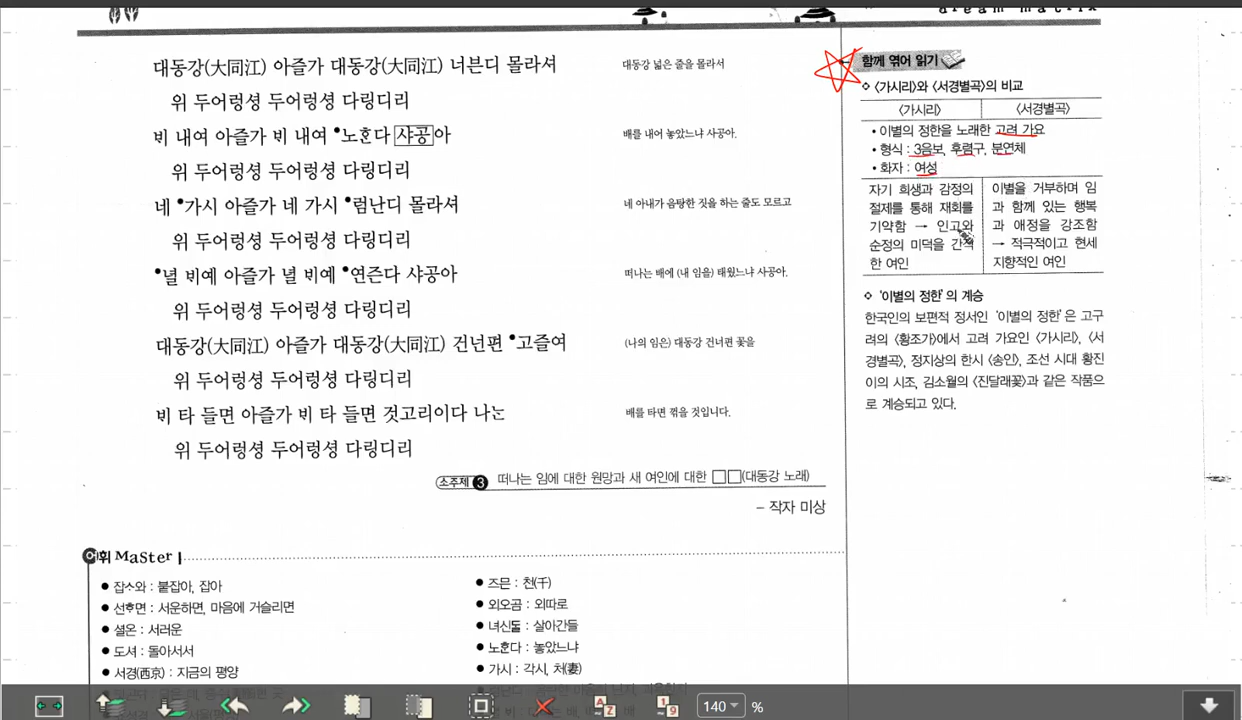 dream matrix
대동강(大同江) 아즐가 대동강(大同江) 너븐디 몰라셔
대동강 넓은 줄을 몰라서
위 두어렁셩 두어렁셩 다링디리
빈 내여 아즐가 빈 내여 •노혼다 샤공아
배를 내어 놓았느냐 사공아.
위 두어렁셩 두어렁셩 다링디리
네 •가시 아즐가 네 가시 •럼난디 몰라셔
네 아내가 음탕한 짓을 하는 줄도 모르고
위 두어렁셩 두어렁셩 다링디리
•녈 비예 아즐가 녈 비예 •연즌다 샤공아
떠나는 배에 (내 임을) 태웠느냐 사공아.
위 두어렁셩 두어렁셩 다링디리
대동강(大同江) 아즐가 대동강(大同江) 건넌편 •고즐여
(나의 임은) 대동강 건너편 꽃을
위 두어렁셩 두어렁셩 다링디리
빈 타 들면 아즐가 빈 타 들면 것고리이다 나는
배를 타면 꺾을 것입니다.
위 두어렁셩 두어렁셩 다링디리
소주제 3 떠나는 임에 대한 원망과 새 여인에 대한 □□(대동강 노래)
– 작자 미상
함께 엮어 읽기
◇ 〈가시리〉와 〈서경별곡〉의 비교
〈가시리〉 〈서경별곡〉
• 이별의 정한을 노래한 고려 가요
• 형식 : 3음보, 후렴구, 분연체
• 화자 : 여성
자기 희생과 감정의
절제를 통해 재회를
기약함 → 인고와
순정의 미덕을 간직
한 여인
이별을 거부하며 임
과 함께 있는 행복
과 애정을 강조함
→ 적극적이고 현세
지향적인 여인
◇ '이별의 정한'의 계승
한국인의 보편적 정서인 '이별의 정한'은 고구
려의 〈황조가〉에서 고려 가요인 〈가시리〉, 〈서
경별곡〉, 정지상의 한시 〈송인〉, 조선 시대 황진
이의 시조, 김소월의 〈진달래꽃〉과 같은 작품으
로 계승되고 있다.
어휘 MaSter
● 잡ᄉᆞ와 : 붙잡아, 잡아
● 선ᄒᆞ면 : 서운하면, 마음에 거슬리면
● 셜온 : 서러운
● 도셔 : 돌아서서
● 서경(西京) : 지금의 평양
● 즈믄 : 천(千)
● 외오곰 : 외따로
● 녀신ᄃᆞᆯ : 살아간들
● 노혼다 : 놓았느냐
● 가시 : 각시, 처(妻)
140 %